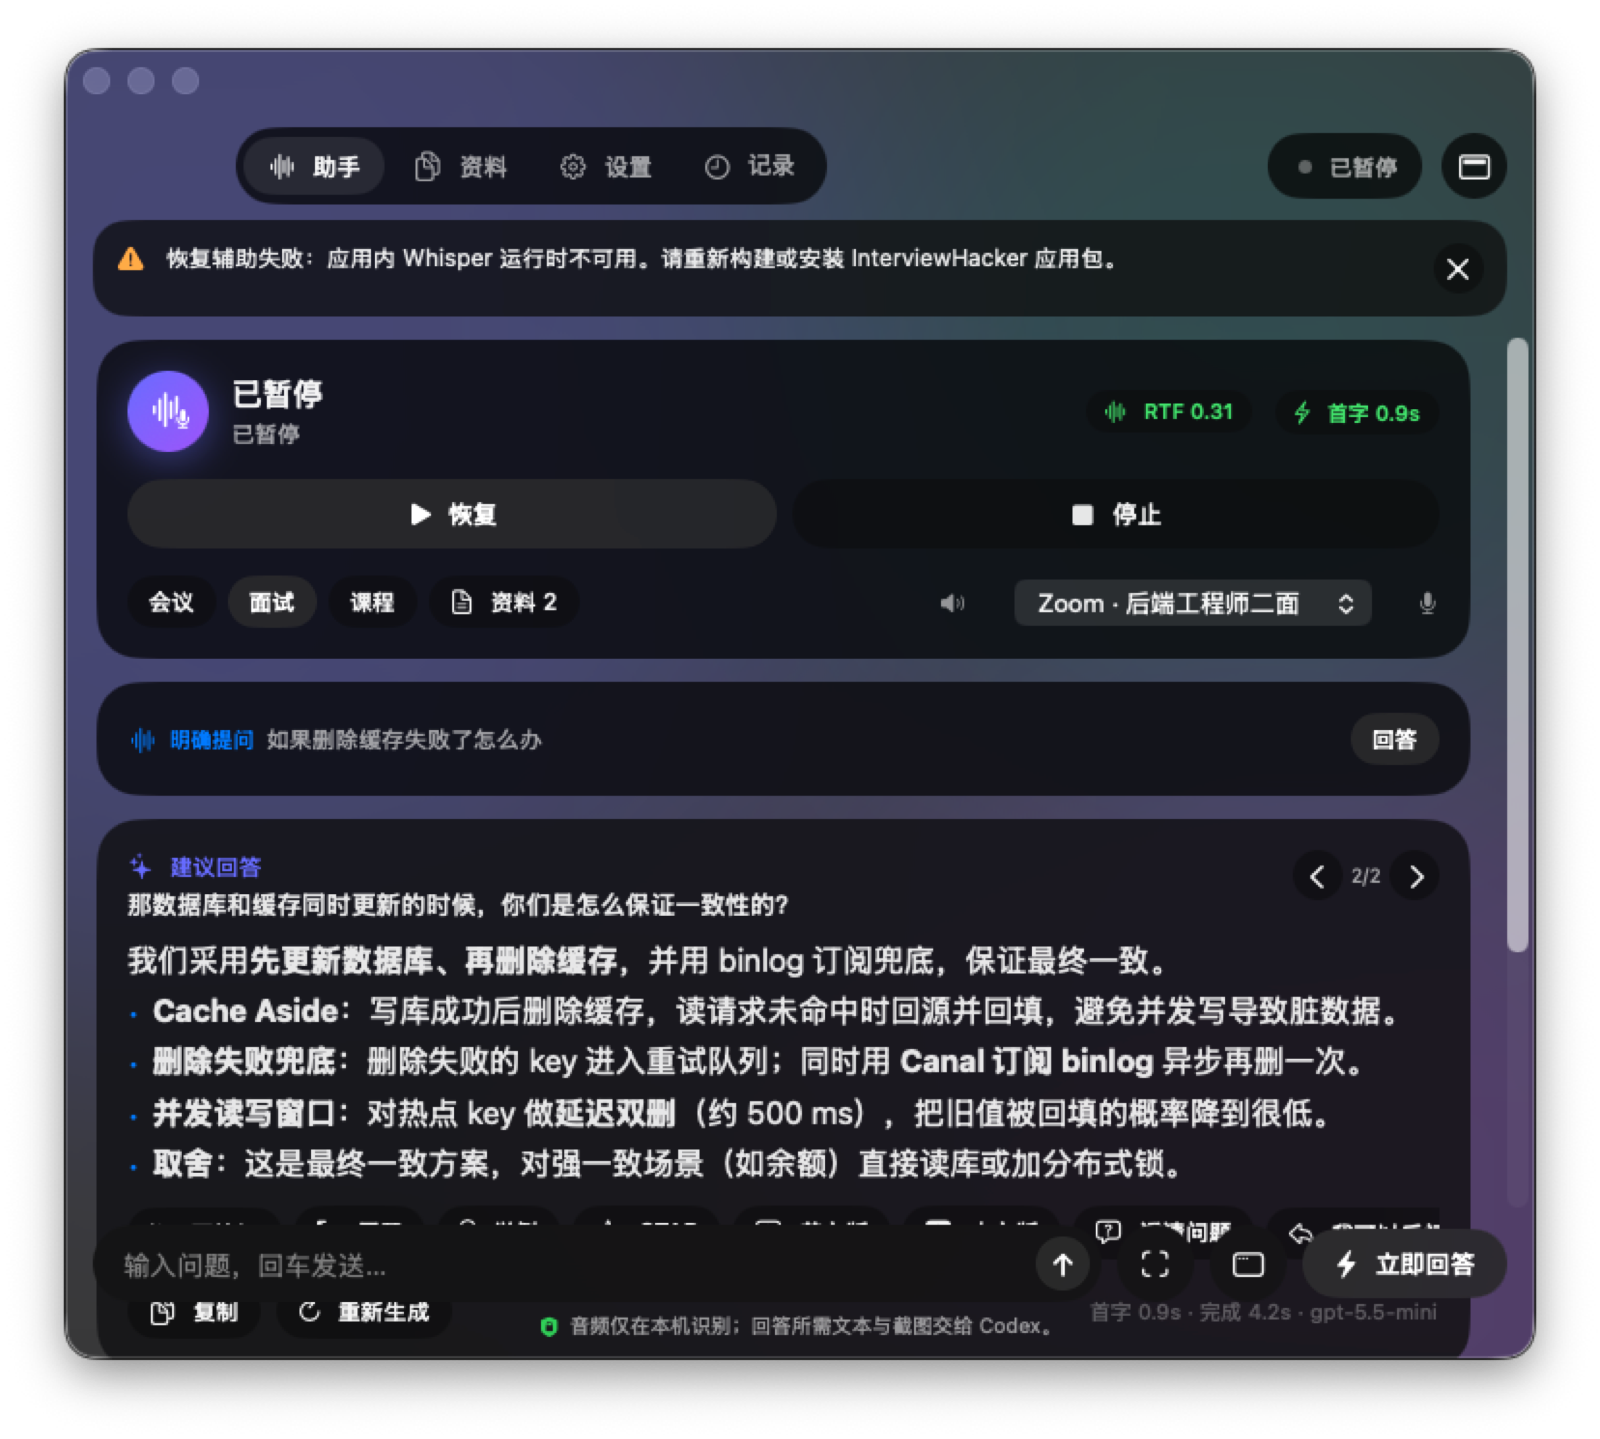 助手 资料 设置 记录 已暂停
恢复辅助失败：应用内 Whisper 运行时不可用。请重新构建或安装 InterviewHacker 应用包。
已暂停
已暂停
RTF 0.31 首字 0.9s
恢复 停止
会议 面试 课程 资料 2 Zoom · 后端工程师二面
明确提问 如果删除缓存失败了怎么办 回答
建议回答
2/2
那数据库和缓存同时更新的时候，你们是怎么保证一致性的？
我们采用先更新数据库、再删除缓存，并用 binlog 订阅兜底，保证最终一致。
· Cache Aside：写库成功后删除缓存，读请求未命中时回源并回填，避免并发写导致脏数据。
· 删除失败兜底：删除失败的 key 进入重试队列；同时用 Canal 订阅 binlog 异步再删一次。
· 并发读写窗口：对热点 key 做延迟双删（约 500 ms），把旧值被回填的概率降到很低。
· 取舍：这是最终一致方案，对强一致场景（如余额）直接读库或加分布式锁。
输入问题，回车发送... 立即回答
复制 重新生成 首字 0.9s · 完成 4.2s · gpt-5.5-mini
音频仅在本机识别；回答所需文本与截图交给 Codex。